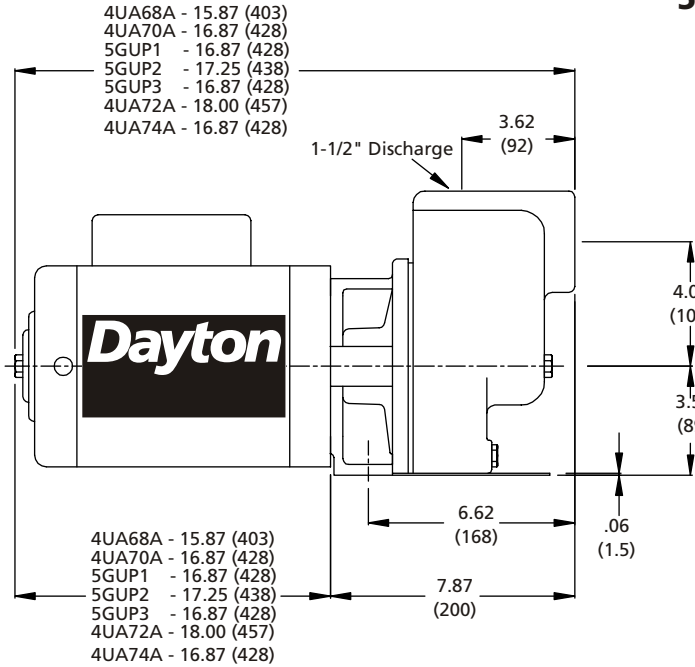 4UA68A - 15.87 (403)
4UA70A - 16.87 (428)
5GUP1 - 16.87 (428)
5GUP2 - 17.25 (438)
5GUP3 - 16.87 (428)
4UA72A - 18.00 (457)
4UA74A - 16.87 (428)
3.62
(92)
1-1/2" Discharge
Dayton
6.62
(168)
.06
(1.5)
7.87
(200)
4UA68A - 15.87 (403)
4UA70A - 16.87 (428)
5GUP1 - 16.87 (428)
5GUP2 - 17.25 (438)
5GUP3 - 16.87 (428)
4UA72A - 18.00 (457)
4UA74A - 16.87 (428)